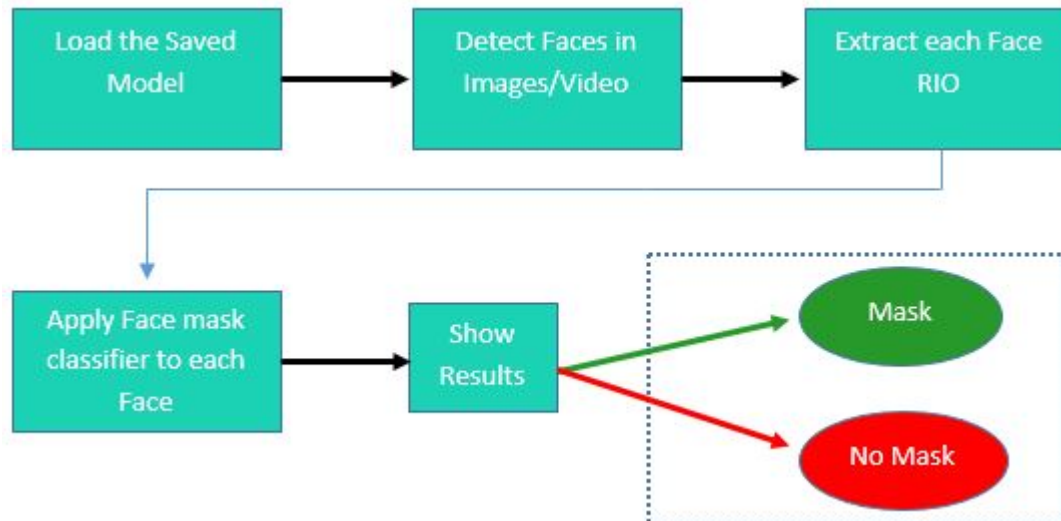 Load the Saved
Model
Detect Faces in
Images/Video
Extract each Face
RIO
Apply Face mask
classifier to each
Face
Show
Results
Mask
No Mask